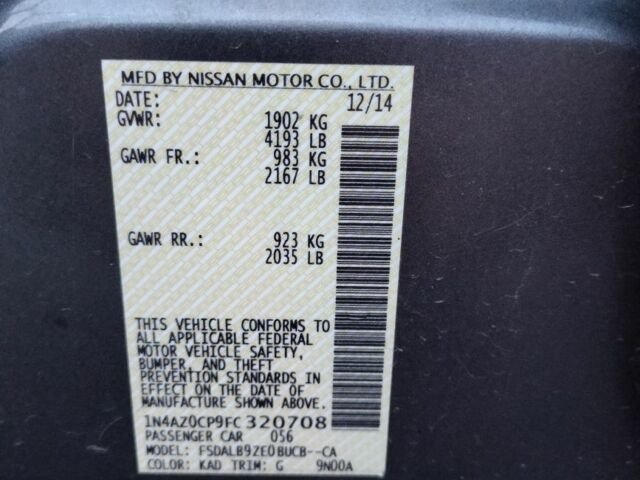 MFD BY NISSAN MOTOR CO., LTD.
DATE: 12/14
GVWR: 1902 KG
4193 LB
GAWR FR.: 983 KG
2167 LB
GAWR RR.: 923 KG
2035 LB
THIS VEHICLE CONFORMS TO
ALL APPLICABLE FEDERAL
MOTOR VEHICLE SAFETY,
BUMPER, AND THEFT
PREVENTION STANDARDS IN
EFFECT ON THE DATE OF
MANUFACTURE SHOWN ABOVE.
1N4AZ0CP9FC 320708
PASSENGER CAR 056
MODEL: FSDALB9ZE0BUCB--CA
COLOR: KAD TRIM: G 9N00A